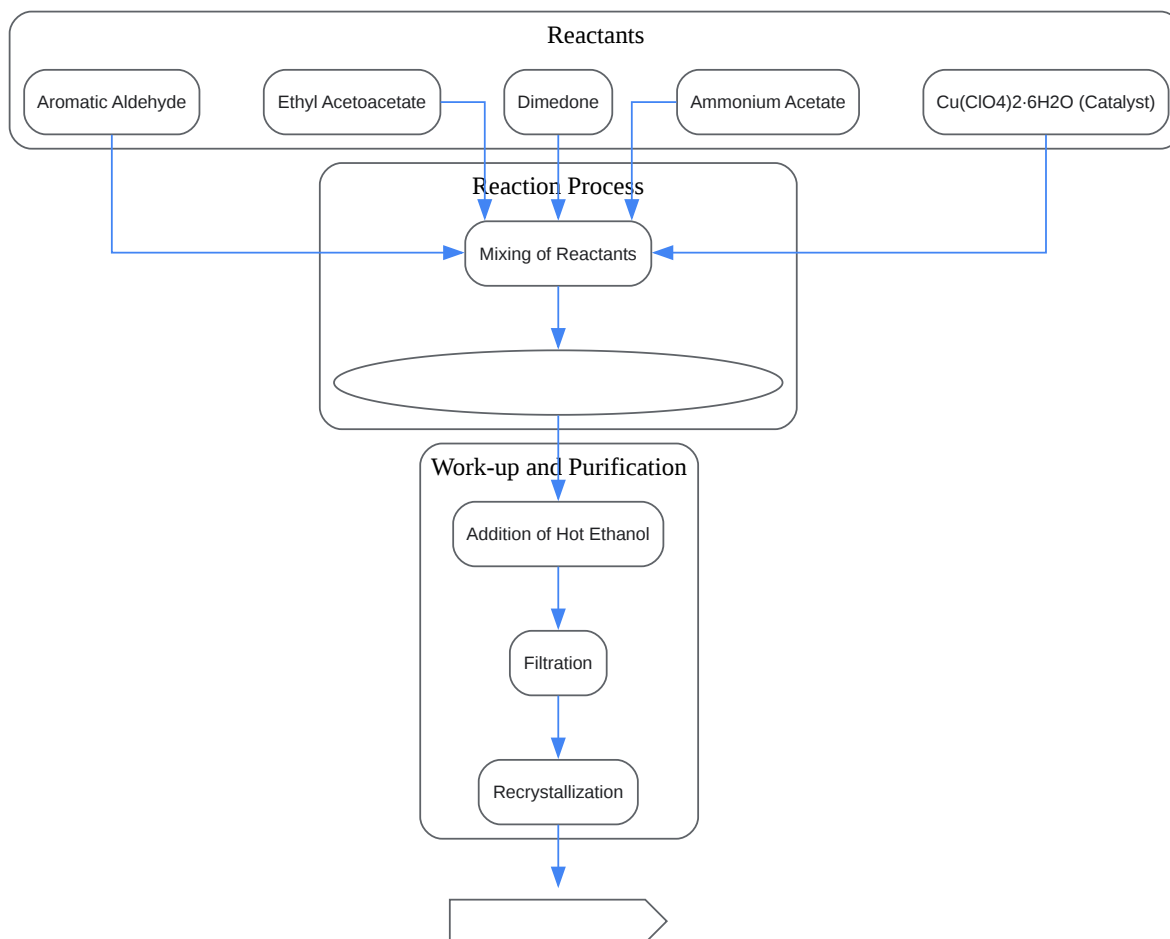 Reactants
Aromatic Aldehyde
Ethyl Acetoacetate
Dimedone
Ammonium Acetate
Cu(ClO4)2·6H2O (Catalyst)
Reaction Process
Mixing of Reactants
Work-up and Purification
Addition of Hot Ethanol
Filtration
Recrystallization